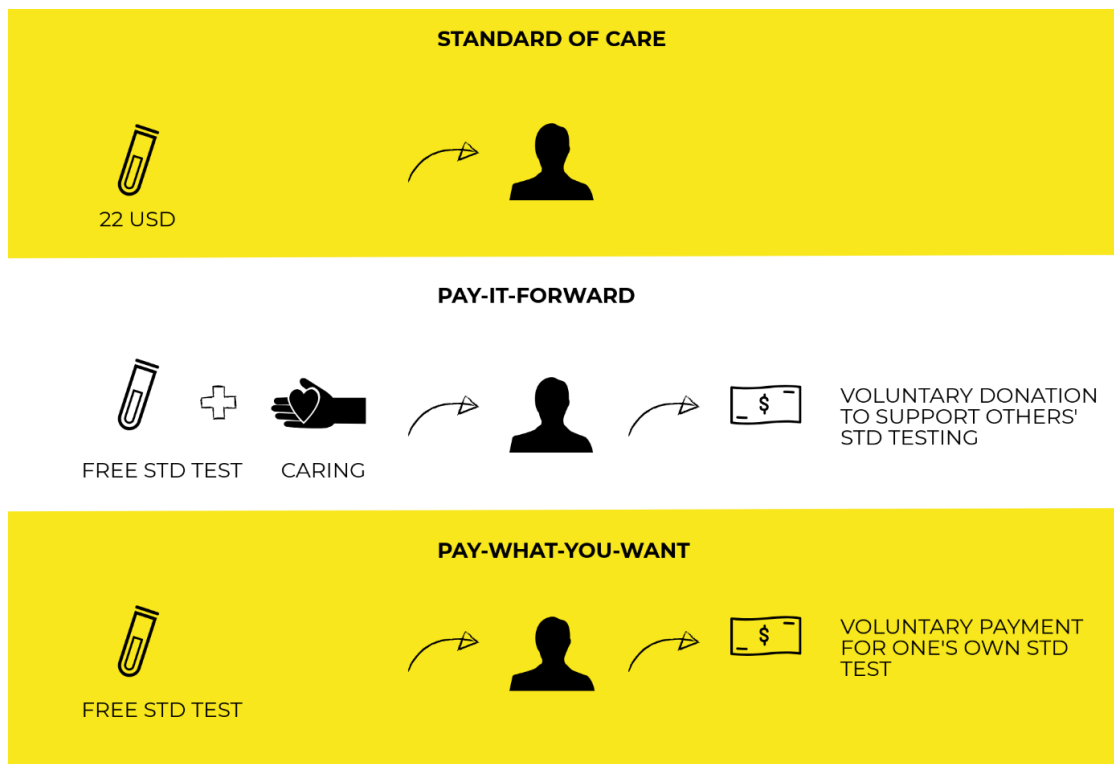 STANDARD OF CARE
22 USD
PAY-IT-FORWARD
$
VOLUNTARY DONATION
TO SUPPORT OTHERS'
STD TESTING
FREE STD TEST
CARING
PAY-WHAT-YOU-WANT
$
VOLUNTARY PAYMENT
FOR ONE'S OWN STD
TEST
FREE STD TEST